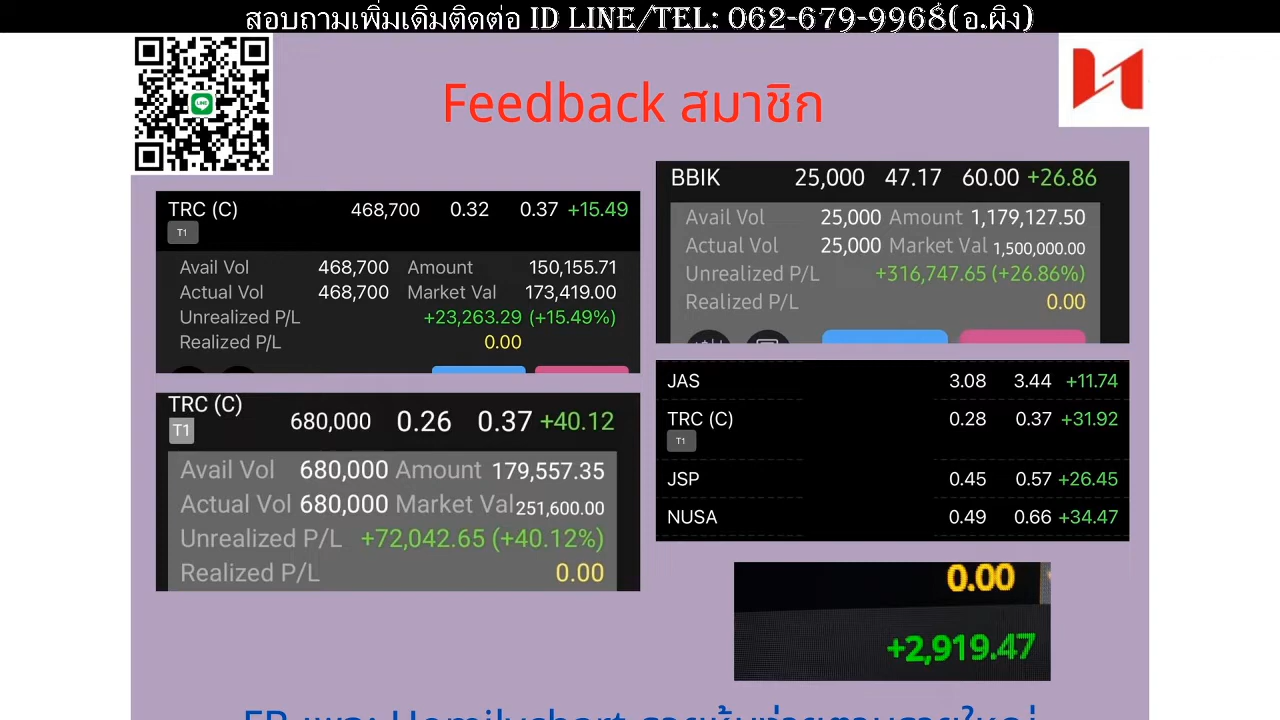 สอบถามเพิ่มเติมติดต่อ ID LINE/TEL: 062-679-9968(อ.ผิง)
LINE
Feedback สมาชิก
TRC (C) 468,700 0.32 0.37 +15.49
T1
Avail Vol 468,700 Amount 150,155.71
Actual Vol 468,700 Market Val 173,419.00
Unrealized P/L +23,263.29 (+15.49%)
Realized P/L 0.00
BBIK 25,000 47.17 60.00 +26.86
Avail Vol 25,000 Amount 1,179,127.50
Actual Vol 25,000 Market Val 1,500,000.00
Unrealized P/L +316,747.65 (+26.86%)
Realized P/L 0.00
TRC (C) 680,000 0.26 0.37 +40.12
T1
Avail Vol 680,000 Amount 179,557.35
Actual Vol 680,000 Market Val 251,600.00
Unrealized P/L +72,042.65 (+40.12%)
Realized P/L 0.00
JAS 3.08 3.44 +11.74
TRC (C) 0.28 0.37 +31.92
T1
JSP 0.45 0.57 +26.45
NUSA 0.49 0.66 +34.47
0.00
+2,919.47